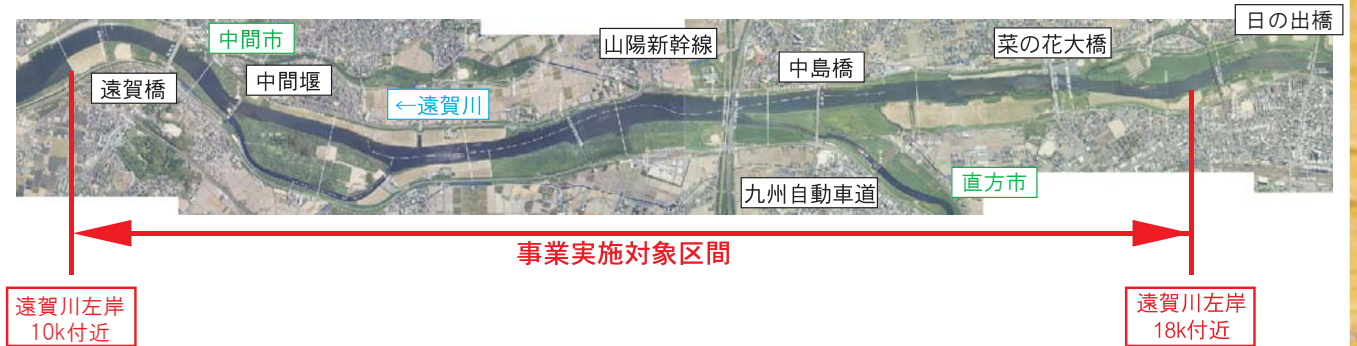 日の出橋
中間市
山陽新幹線
菜の花大橋
遠賀橋
中間堰
中島橋
←遠賀川
九州自動車道
直方市
事業実施対象区間
遠賀川左岸
10k付近
遠賀川左岸
18k付近